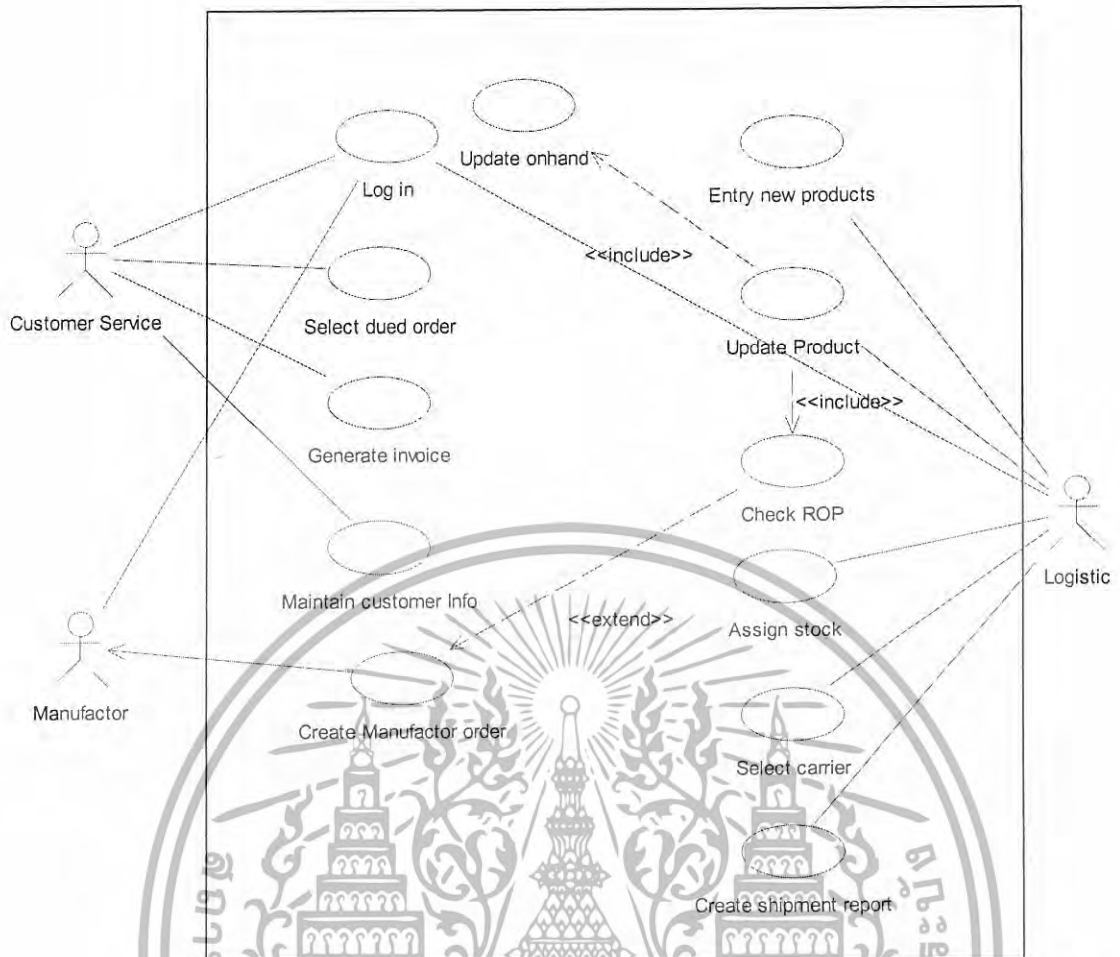 Update onhand
Log in
Entry new products
<<include>>
Customer Service
Select dued order
Update Product
<<include>>
Generate invoice
Check ROP
Logistic
Maintain customer Info
<<extend>>
Assign stock
Manufactor
Create Manufactor order
Select carrier
Create shipment report